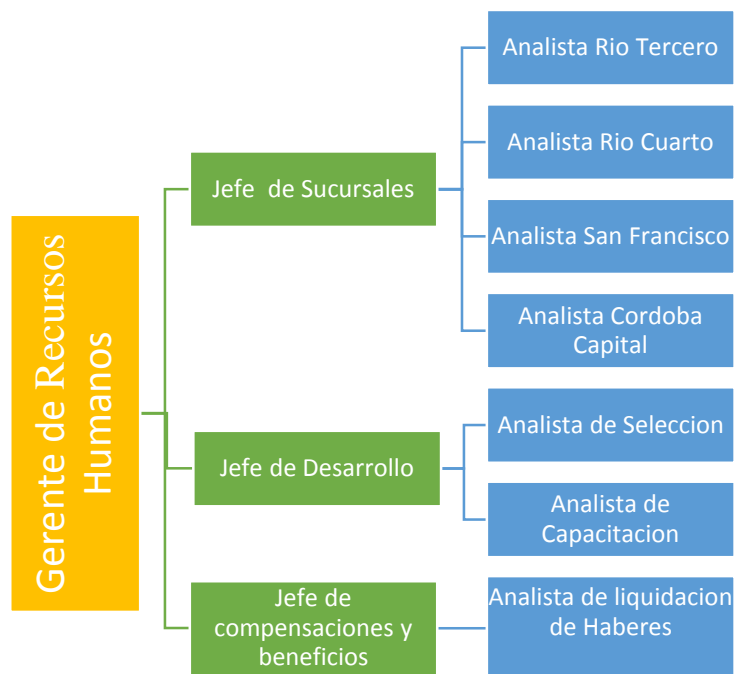 Gerente de Recursos
Humanos
Jefe  de Sucursales
Analista Rio Tercero
Analista Rio Cuarto
Analista San Francisco
Analista Cordoba
Capital
Jefe de Desarrollo
Analista de Seleccion
Analista de
Capacitacion
Jefe de
compensaciones y
beneficios
Analista de liquidacion
de Haberes